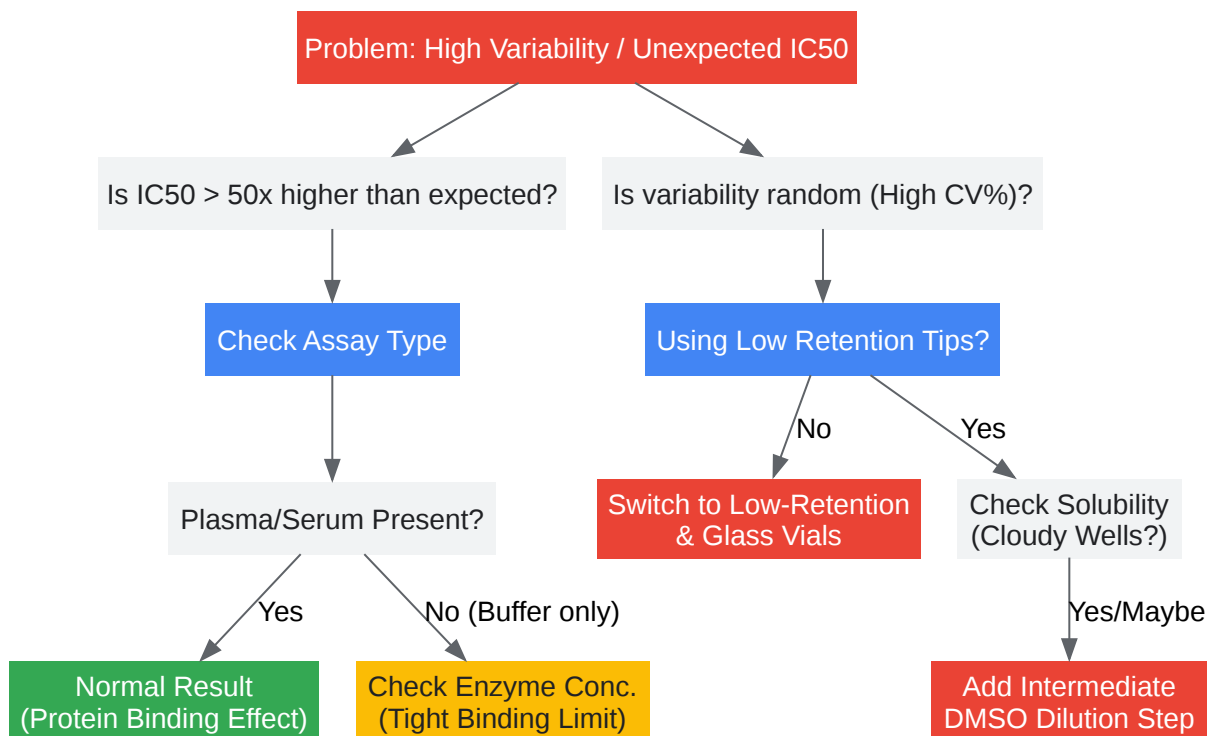 Problem: High Variability / Unexpected IC50
Is IC50 > 50x higher than expected?
Is variability random (High CV%)?
Check Assay Type
Using Low Retention Tips?
No
Yes
Plasma/Serum Present?
Switch to Low-Retention
& Glass Vials
Check Solubility
(Cloudy Wells?)
Yes
No (Buffer only)
Yes/Maybe
Normal Result
(Protein Binding Effect)
Check Enzyme Conc.
(Tight Binding Limit)
Add Intermediate
DMSO Dilution Step